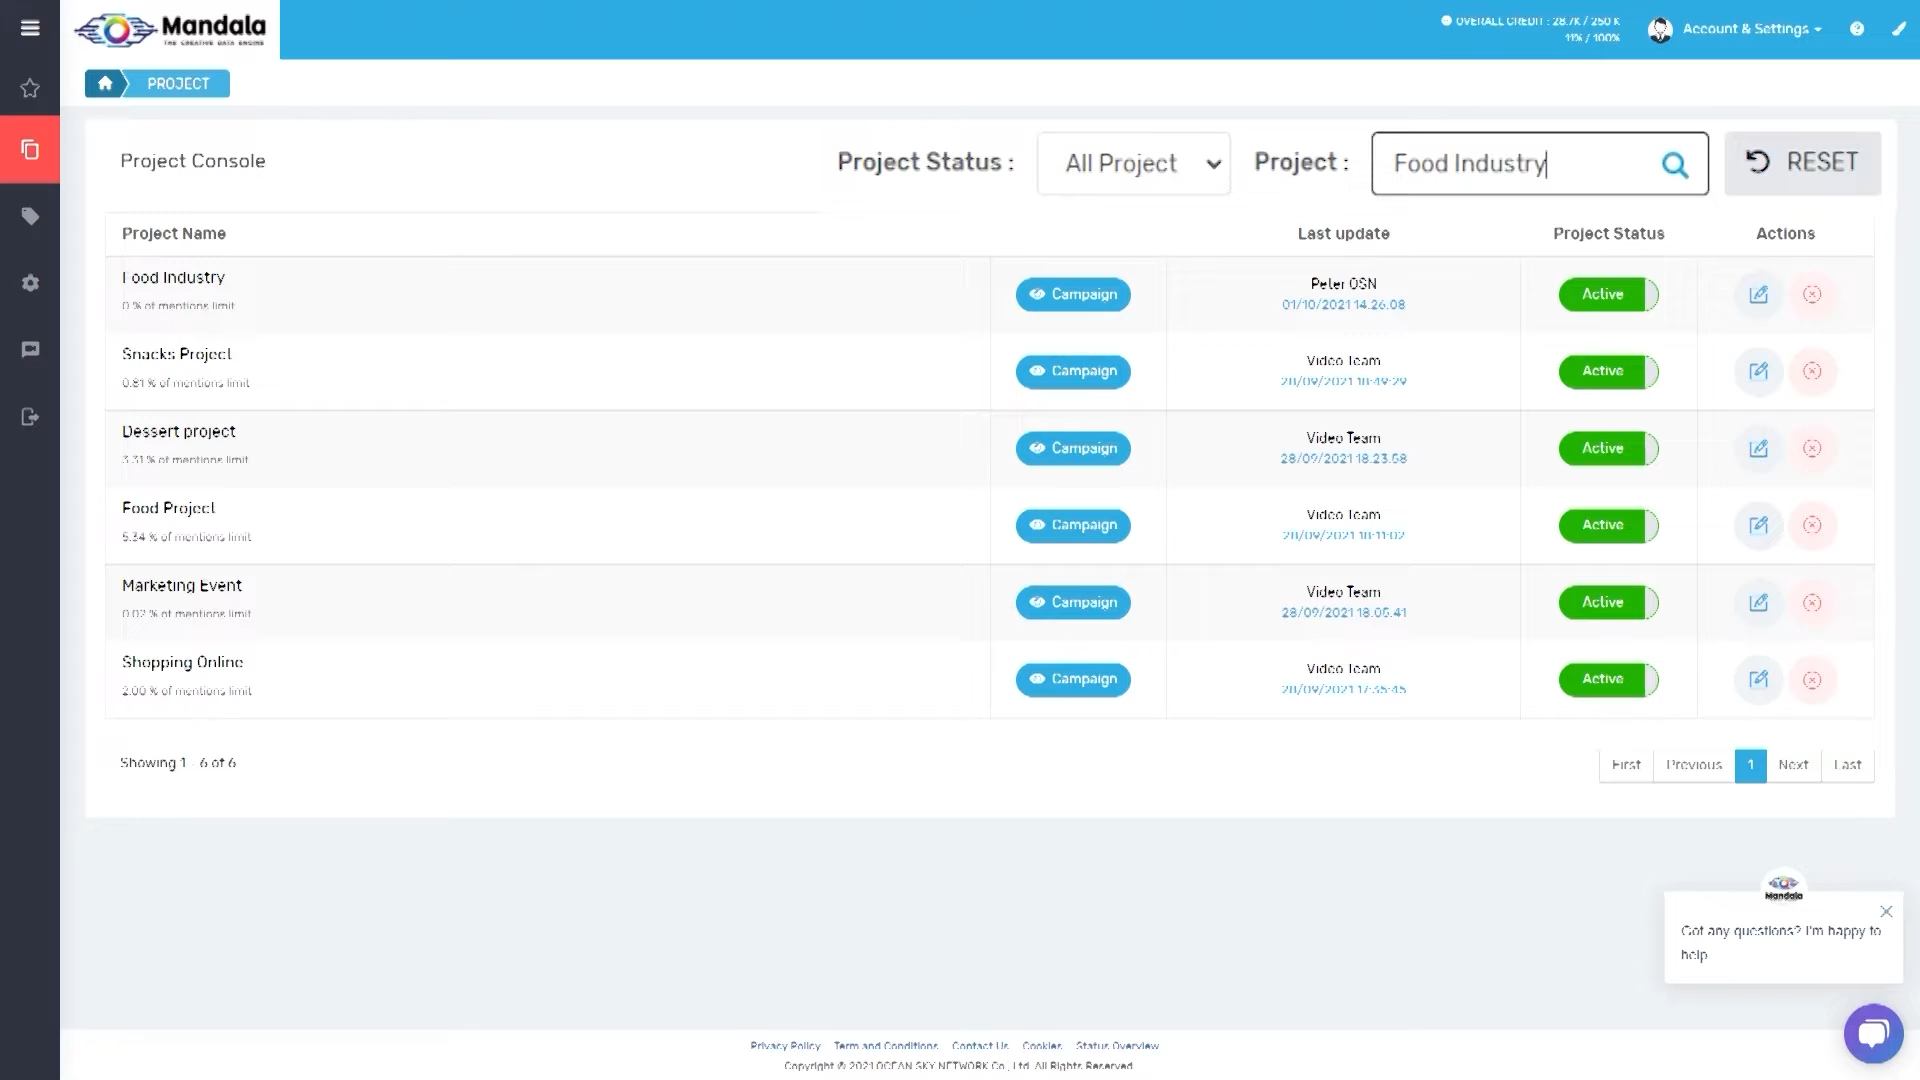 Mandala
THE CREATIVE DATA ENGINE
OVERALL CREDIT : 28.7K / 250 K
11% / 100%
Account & Settings
PROJECT
Project Console
Project Status :
All Project
Project :
Food Industry
RESET
Project Name
Last update
Project Status
Actions
Food Industry
0 % of mentions limit
Campaign
Peter OSN
01/10/2021 14:26:08
Active
Snacks Project
0.81 % of mentions limit
Campaign
Video Team
28/09/2021 18:49:29
Active
Dessert project
3.31 % of mentions limit
Campaign
Video Team
28/09/2021 18:23:58
Active
Food Project
5.34 % of mentions limit
Campaign
Video Team
28/09/2021 18:11:02
Active
Marketing Event
0.02 % of mentions limit
Campaign
Video Team
28/09/2021 18:05:41
Active
Shopping Online
2.00 % of mentions limit
Campaign
Video Team
28/09/2021 17:35:45
Active
Showing 1 - 6 of 6
First
Previous
1
Next
Last
Mandala
Got any questions? I'm happy to
help
Privacy Policy Term and Conditions Contact Us Cookies Status Overview
Copyright © 2021 OCEAN SKY NETWORK Co., Ltd. All Rights Reserved.